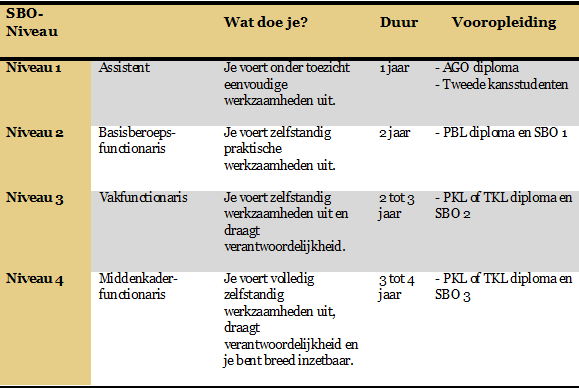 SBO-
Niveau
Wat doe je?
Duur
Vooropleiding
Niveau 1
Assistent
Je voert onder toezicht
eenvoudige
werkzaamheden uit.
1 jaar
- AGO diploma
- Tweede kansstudenten
Niveau 2
Basisberoeps-
functionaris
Je voert zelfstandig
praktische
werkzaamheden uit.
2 jaar
- PBL diploma en SBO 1
Niveau 3
Vakfunctionaris
Je voert zelfstandig
werkzaamheden uit en
draagt
verantwoordelijkheid.
2 tot 3
jaar
- PKL of TKL diploma en
SBO 2
Niveau 4
Middenkader-
functionaris
Je voert volledig
zelfstandig
werkzaamheden uit,
draagt
verantwoordelijkheid en
je bent breed inzetbaar.
3 tot 4
jaar
- PKL of TKL diploma en
SBO 3